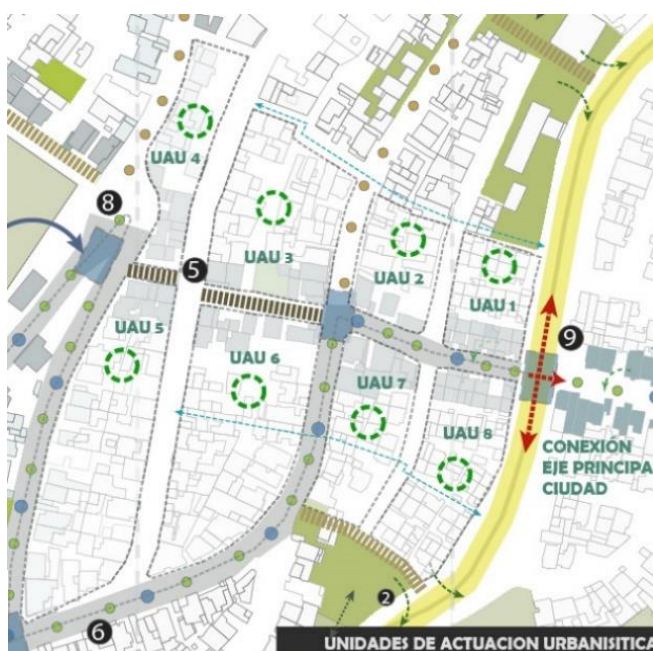 UAU 4
8
UAU 3
5
UAU 2
UAU 1
9
UAU 5
UAU 6
UAU 7
UAU 8
CONEXIÓN
EJE PRINCIPA
CIUDAD
2
6
UNIDADES DE ACTUACION URBANISITICA